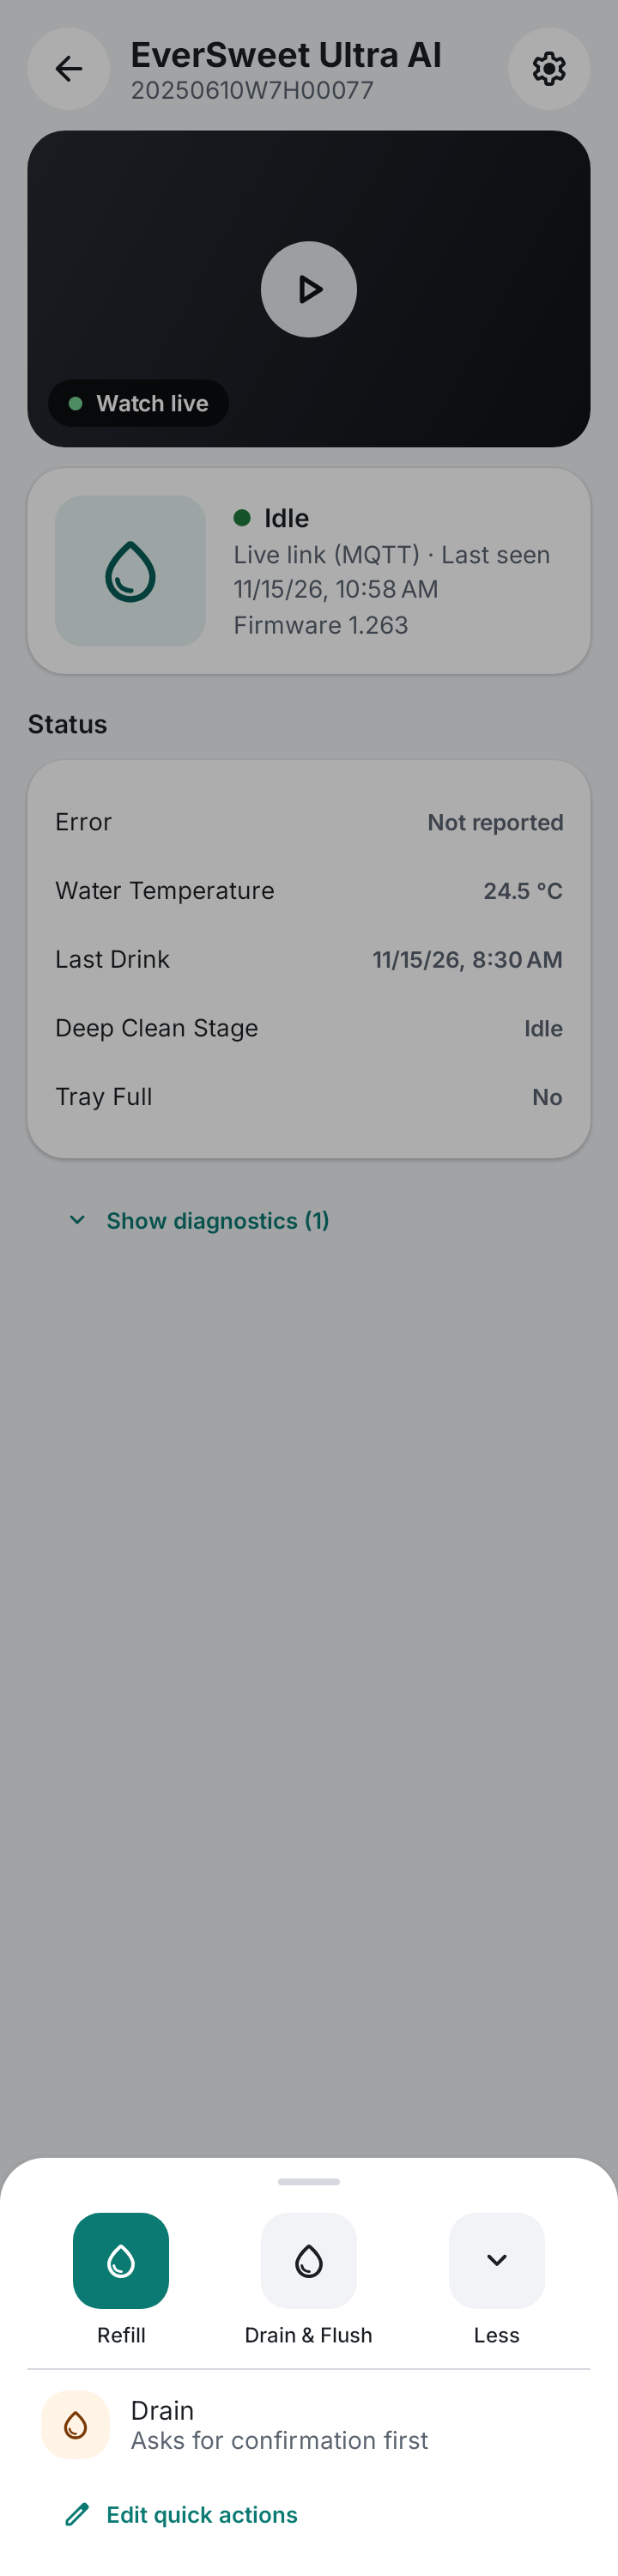 EverSweet Ultra AI
20250610W7H00077
Watch live
Idle
Live link (MQTT) · Last seen
11/15/26, 10:58 AM
Firmware 1.263
Status
Error Not reported
Water Temperature 24.5 °C
Last Drink 11/15/26, 8:30 AM
Deep Clean Stage Idle
Tray Full No
Show diagnostics (1)
Refill Drain & Flush Less
Drain
Asks for confirmation first
Edit quick actions